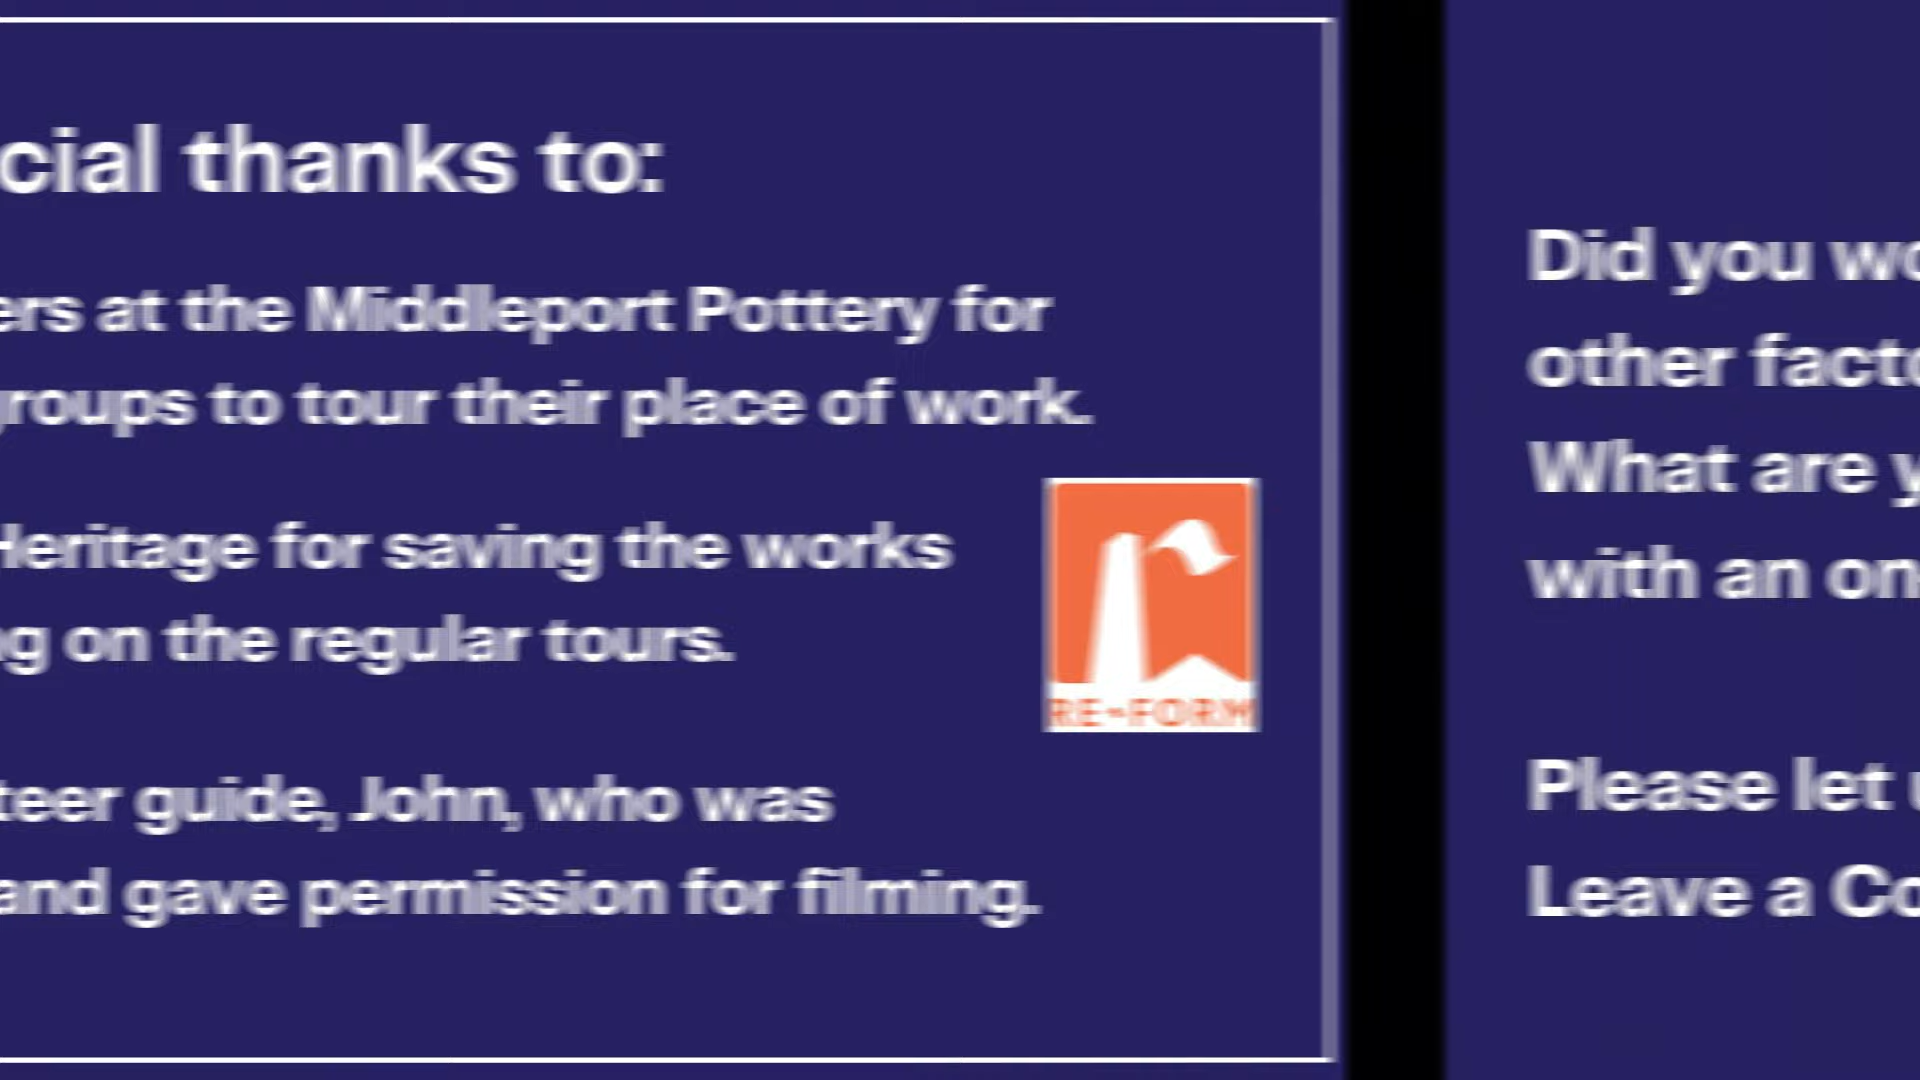 cial thanks to:
ers at the Middleport Pottery for
groups to tour their place of work.
Heritage for saving the works
ng on the regular tours.
RE-FORM
teer guide, John, who was
and gave permission for filming.
Did you wo
other facto
What are y
with an on
Please let u
Leave a Co